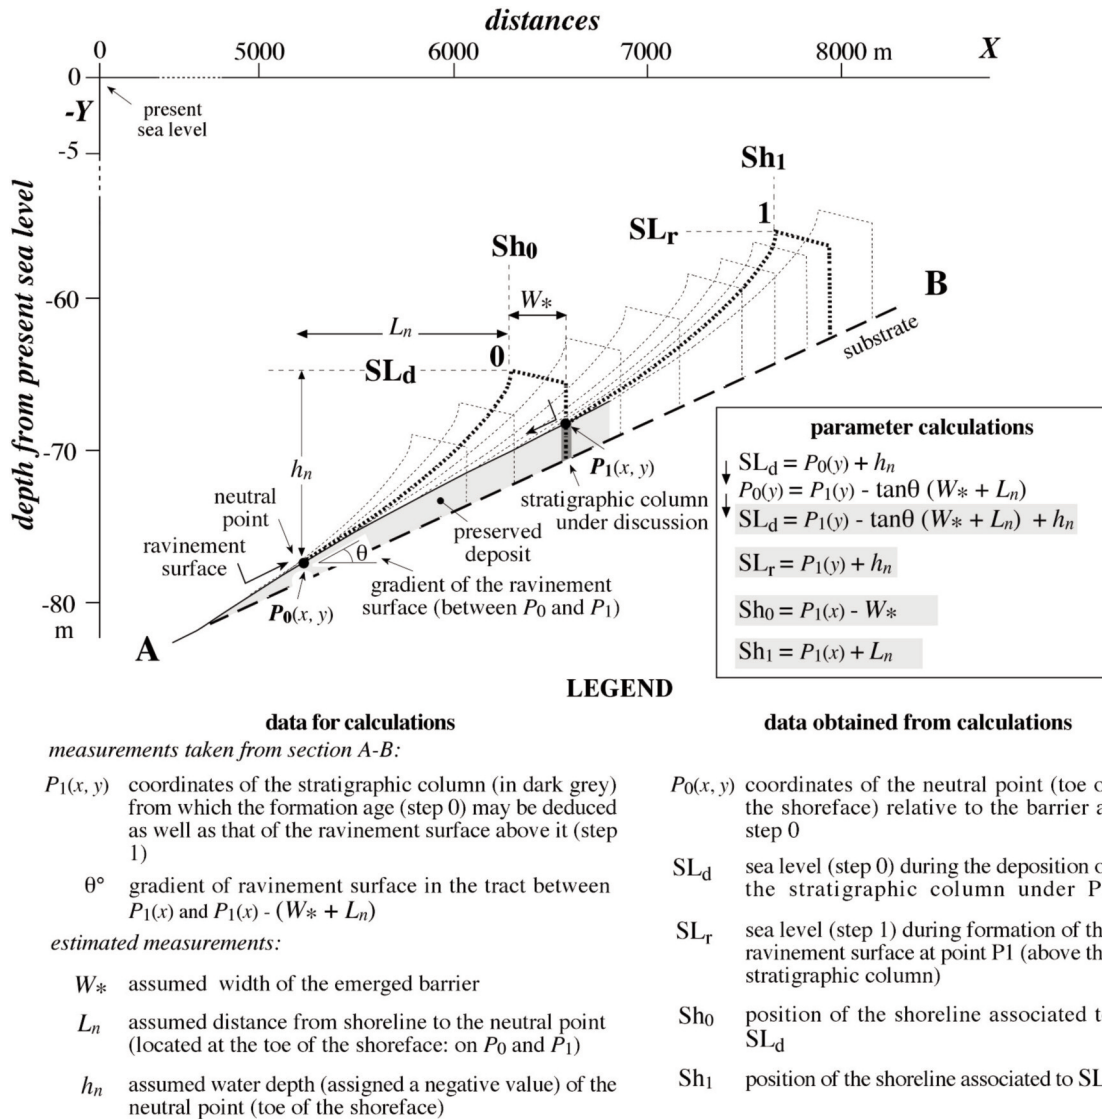 distances
0 5000 6000 7000 8000 m X
0
-Y
present
sea level
-5
depth from present sea level
-60
-70
-80
m
Sh1
1
SLr
Sh0
W*
B
Ln
substrate
0
SLd
hn
P1(x, y)
neutral
point
stratigraphic column
under discussion
ravinement
surface
preserved
deposit
θ
gradient of the ravinement
surface (between P0 and P1)
P0(x, y)
A
parameter calculations
SLd = P0(y) + hn
P0(y) = P1(y) - tanθ (W* + Ln)
SLd = P1(y) - tanθ (W* + Ln) + hn
SLr = P1(y) + hn
Sh0 = P1(x) - W*
Sh1 = P1(x) + Ln
LEGEND
data for calculations
measurements taken from section A-B:
P1(x, y) coordinates of the stratigraphic column (in dark grey)
from which the formation age (step 0) may be deduced
as well as that of the ravinement surface above it (step
1)
θ° gradient of ravinement surface in the tract between
P1(x) and P1(x) - (W* + Ln)
estimated measurements:
W* assumed width of the emerged barrier
Ln assumed distance from shoreline to the neutral point
(located at the toe of the shoreface: on P0 and P1)
hn assumed water depth (assigned a negative value) of the
neutral point (toe of the shoreface)
data obtained from calculations
P0(x, y) coordinates of the neutral point (toe o
the shoreface) relative to the barrier a
step 0
SLd sea level (step 0) during the deposition o
the stratigraphic column under P
SLr sea level (step 1) during formation of th
ravinement surface at point P1 (above th
stratigraphic column)
Sh0 position of the shoreline associated t
SLd
Sh1 position of the shoreline associated to SL